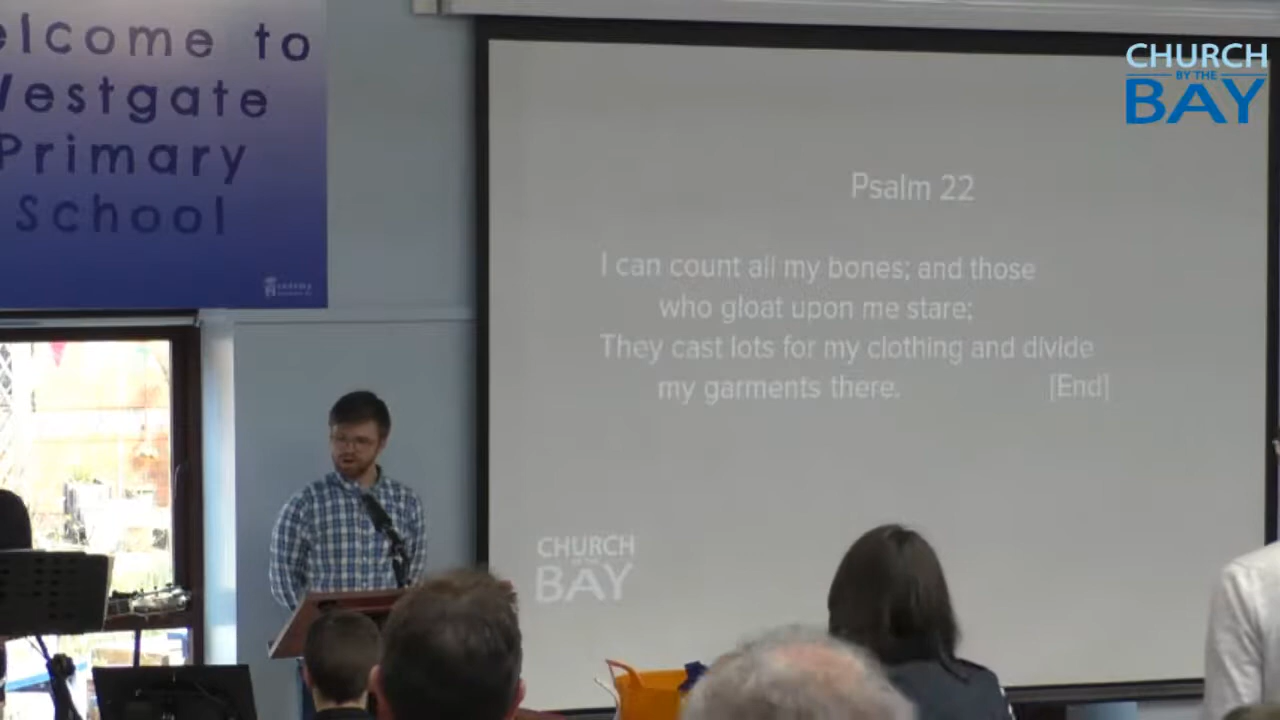 elcome to
Westgate
Primary
School
CHURCH
BY THE
BAY
Psalm 22
I can count all my bones; and those
who gloat upon me stare;
They cast lots for my clothing and divide
my garments there. [End]
CHURCH
BY THE
BAY